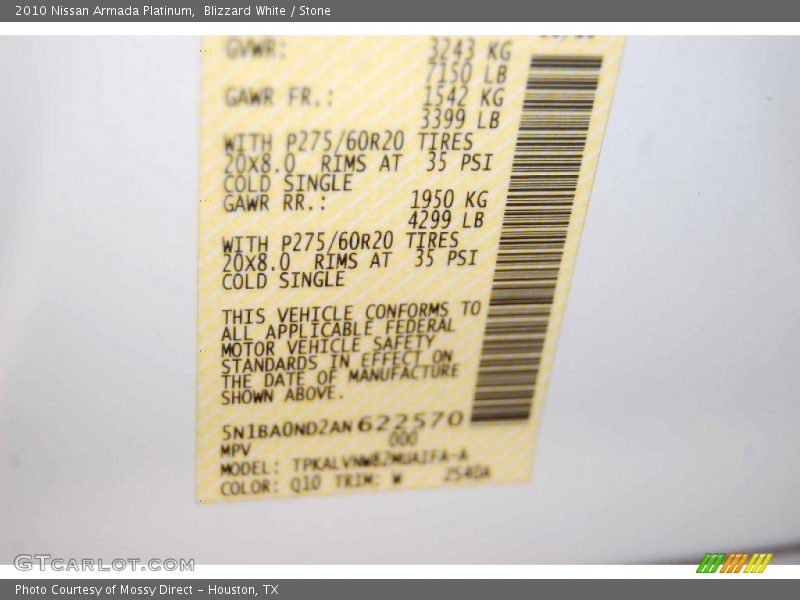 2010 Nissan Armada Platinum, Blizzard White / Stone
GVWR: 3243 KG
7150 LB
GAWR FR.: 1542 KG
3399 LB
WITH P275/60R20 TIRES
20X8.0 RIMS AT 35 PSI
COLD SINGLE
GAWR RR.: 1950 KG
4299 LB
WITH P275/60R20 TIRES
20X8.0 RIMS AT 35 PSI
COLD SINGLE
THIS VEHICLE CONFORMS TO
ALL APPLICABLE FEDERAL
MOTOR VEHICLE SAFETY
STANDARDS IN EFFECT ON
THE DATE OF MANUFACTURE
SHOWN ABOVE.
5N1BA0ND2AN622570
000
MPV
MODEL:
COLOR: Q10 TRIM: W 2540A
GTCARLOT.COM
Photo Courtesy of Mossy Direct - Houston, TX